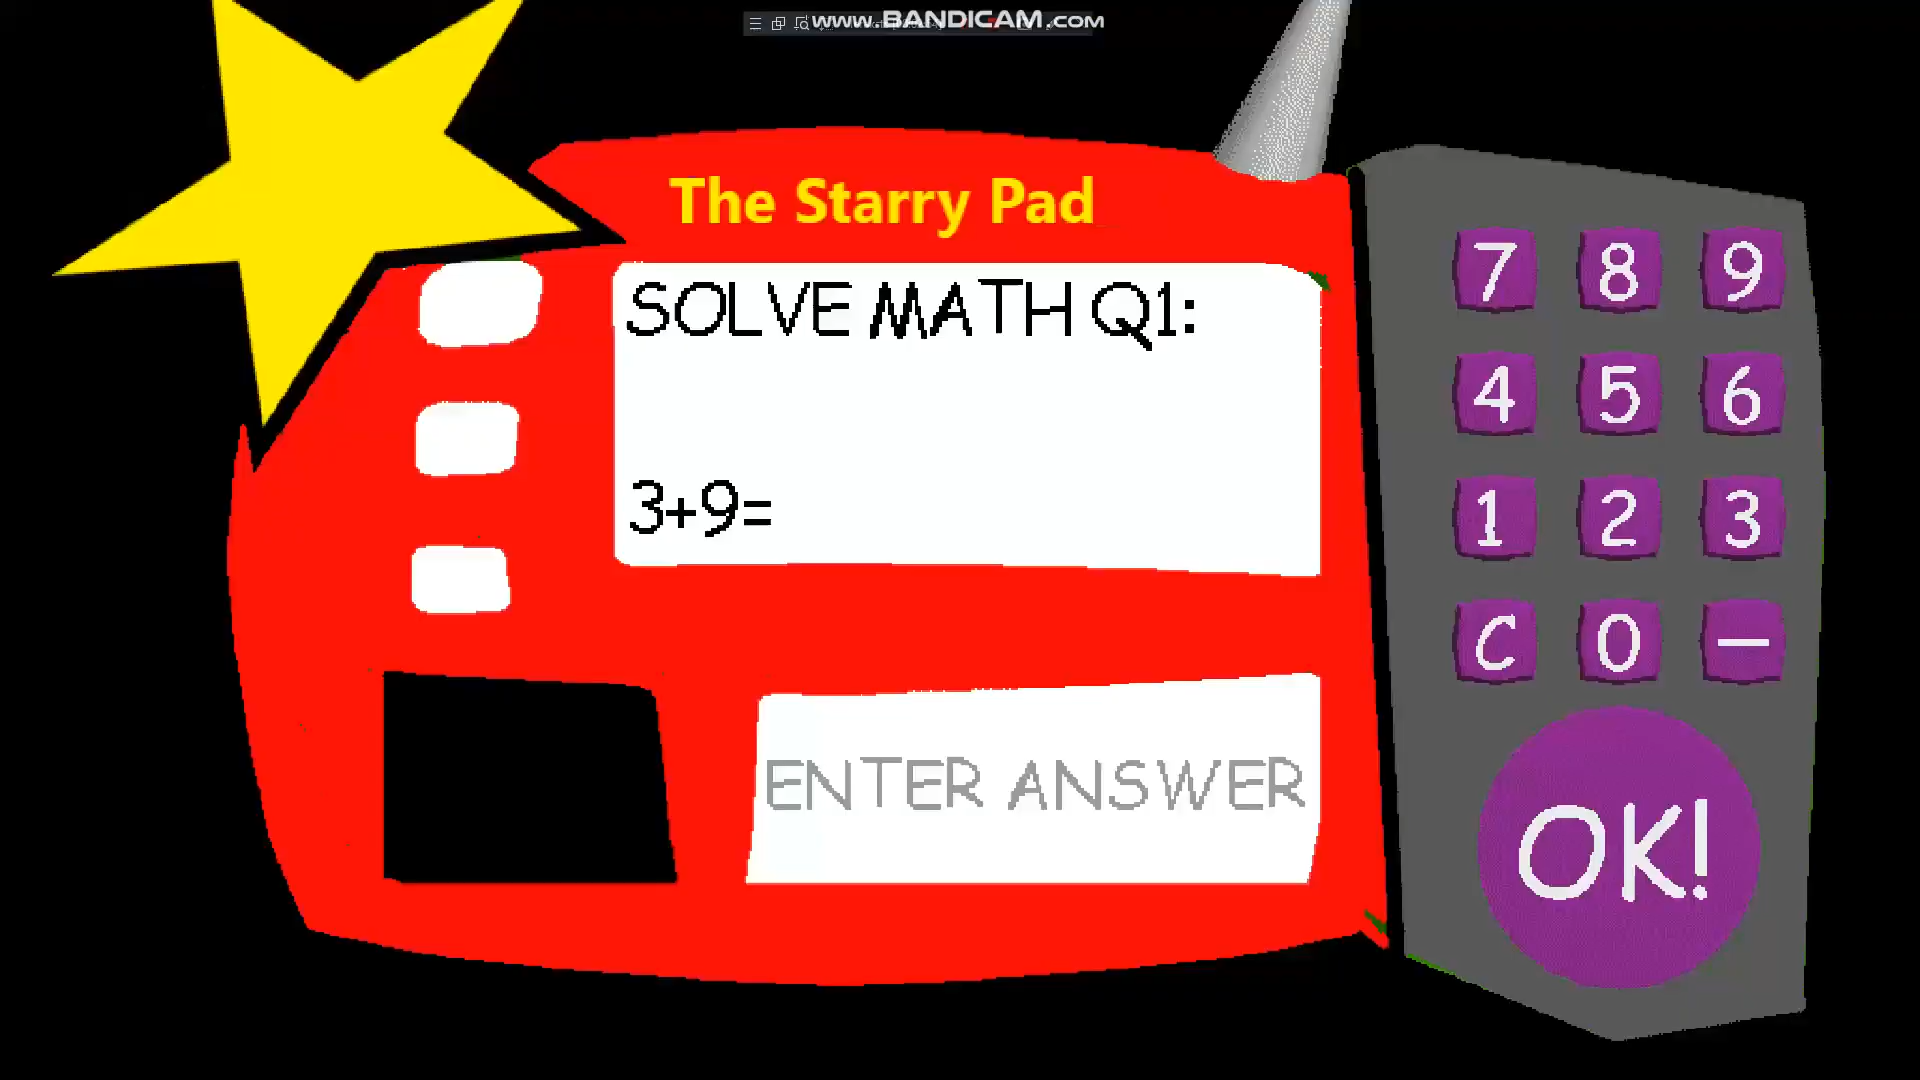 www.BANDICAM.com
The Starry Pad
SOLVE MATH Q1:
3+9=
ENTER ANSWER
7 8 9
4 5 6
1 2 3
C 0 –
OK!